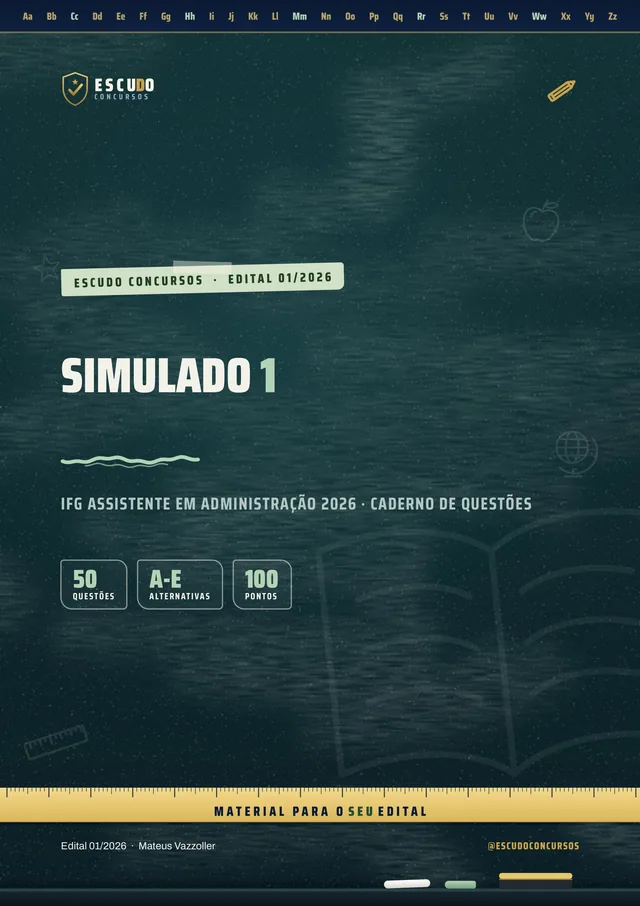 Aa Bb Cc Dd Ee Ff Gg Hh Ii Jj Kk Ll Mm Nn Oo Pp Qq Rr Ss Tt Uu Vv Ww Xx Yy Zz
ESCUDO
CONCURSOS
ESCUDO CONCURSOS · EDITAL 01/2026
SIMULADO 1
IFG ASSISTENTE EM ADMINISTRAÇÃO 2026 · CADERNO DE QUESTÕES
50 A-E 100
QUESTÕES ALTERNATIVAS PONTOS
MATERIAL PARA O SEU EDITAL
Edital 01/2026 · Mateus Vazzoller @ESCUDOCONCURSOS